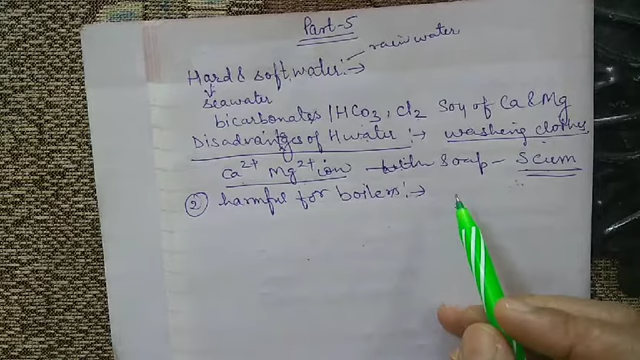 Part-5
rain water
Hard & soft water :→
seawater
bicarbonates / HCO3, Cl2 So4 of Ca & Mg
Disadvantages of H water :→ washing clothes
Ca2+ Mg2+ ion with Soap - Scum
② harmful for boilers :→